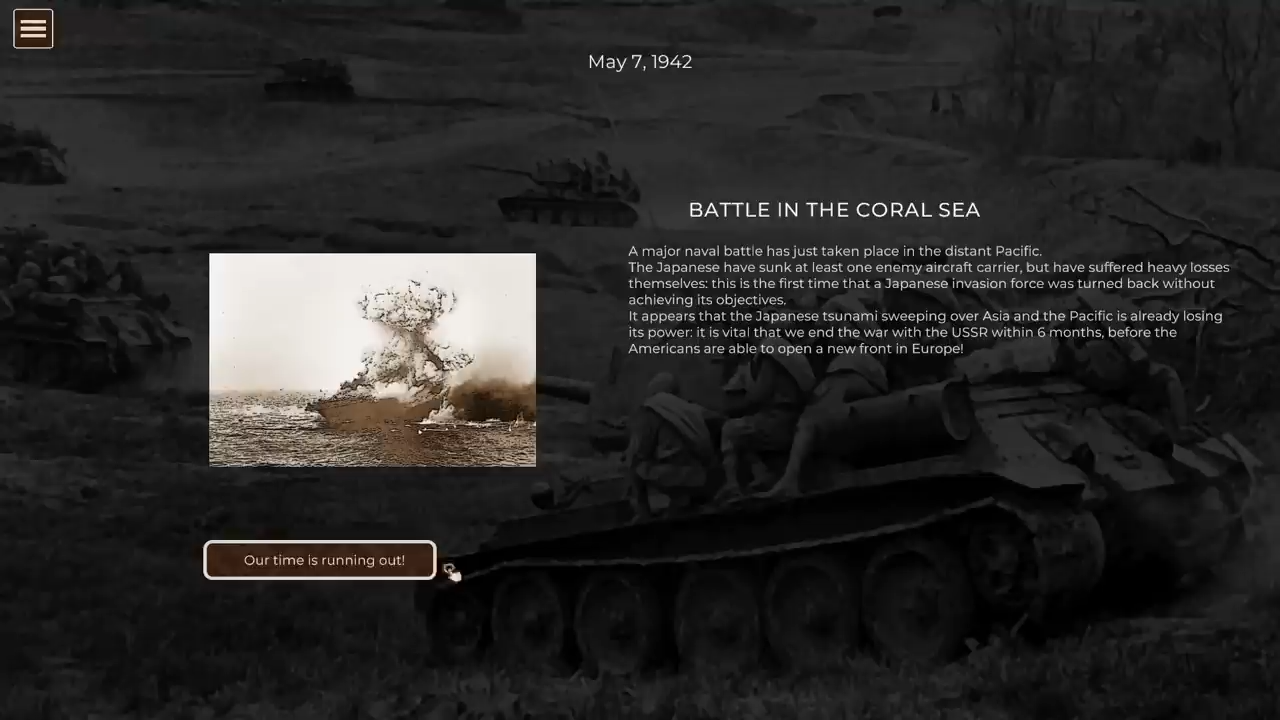 May 7, 1942
BATTLE IN THE CORAL SEA
A major naval battle has just taken place in the distant Pacific.
The Japanese have sunk at least one enemy aircraft carrier, but have suffered heavy losses
themselves: this is the first time that a Japanese invasion force was turned back without
achieving its objectives.
It appears that the Japanese tsunami sweeping over Asia and the Pacific is already losing
its power: it is vital that we end the war with the USSR within 6 months, before the
Americans are able to open a new front in Europe!
Our time is running out!